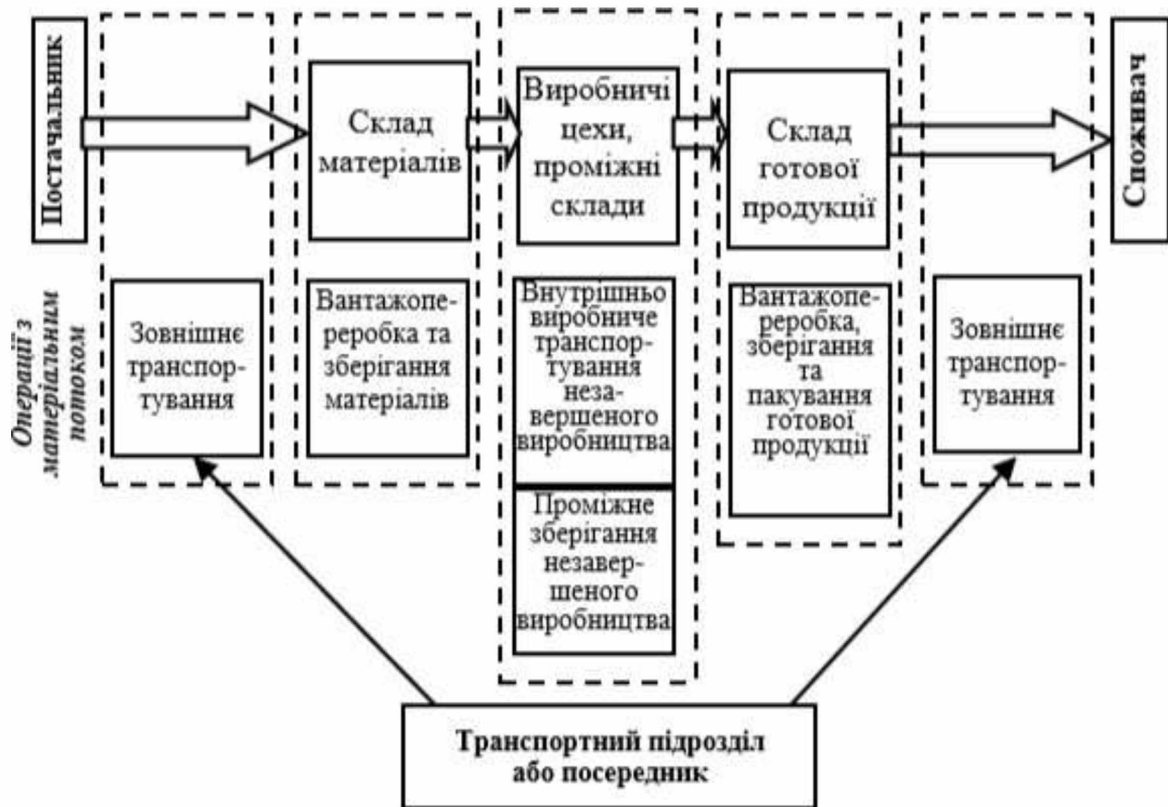 Постачальник
Склад
матеріалів
Виробничі
цехи,
проміжні
склади
Склад
готової
продукції
Споживач
Операції з
матеріальним
потоком
Зовнішнє
транспор-
тування
Вантажопе-
реробка та
зберігання
матеріалів
Внутрішньо
виробниче
транспор-
тування
неза-
вершеного
виробництва
Проміжне
зберігання
незавер-
шеного
виробництва
Вантажопе-
реробка,
зберігання
та
пакування
готової
продукції
Зовнішнє
транспор-
тування
Транспортний підрозділ
або посередник